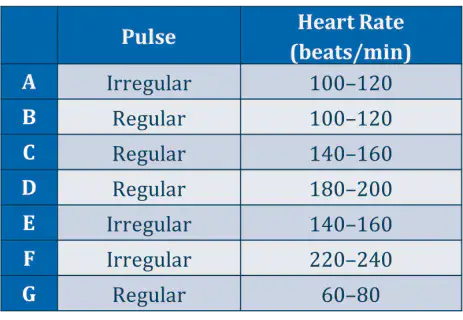 Pulse Heart Rate
(beats/min)
A Irregular 100–120
B Regular 100–120
C Regular 140–160
D Regular 180–200
E Irregular 140–160
F Irregular 220–240
G Regular 60–80